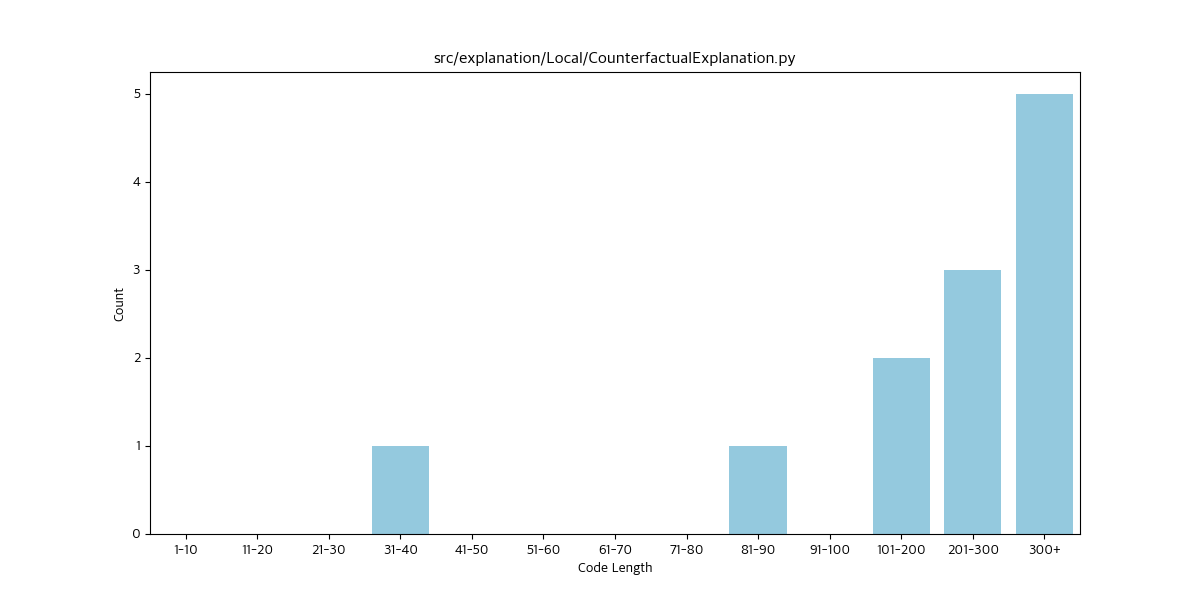 src/explanation/Local/CounterfactualExplanation.py
5
4
3
2
1
0
Count
1-10 11-20 21-30 31-40 41-50 51-60 61-70 71-80 81-90 91-100 101-200 201-300 300+
Code Length